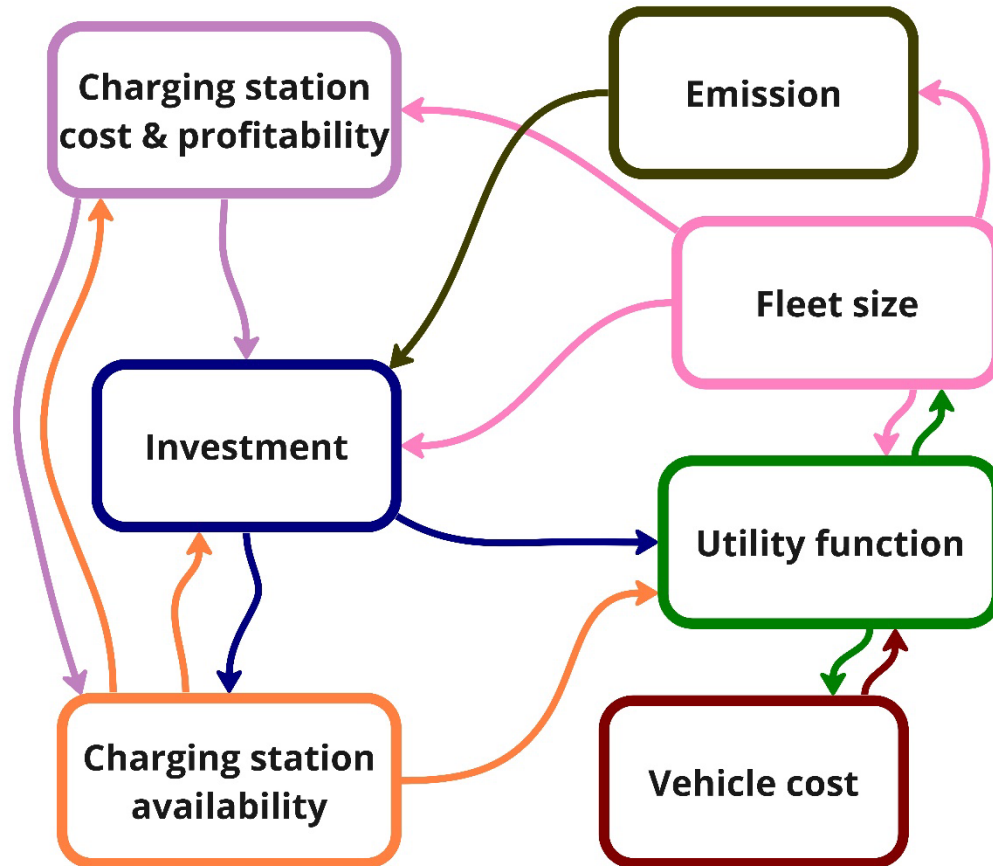 Charging station
cost & profitability
Emission
Fleet size
Investment
Utility function
Charging station
availability
Vehicle cost